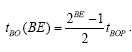 t_{BO}(BE) = \frac{2^{BE} - 1}{2} t_{BOP}.